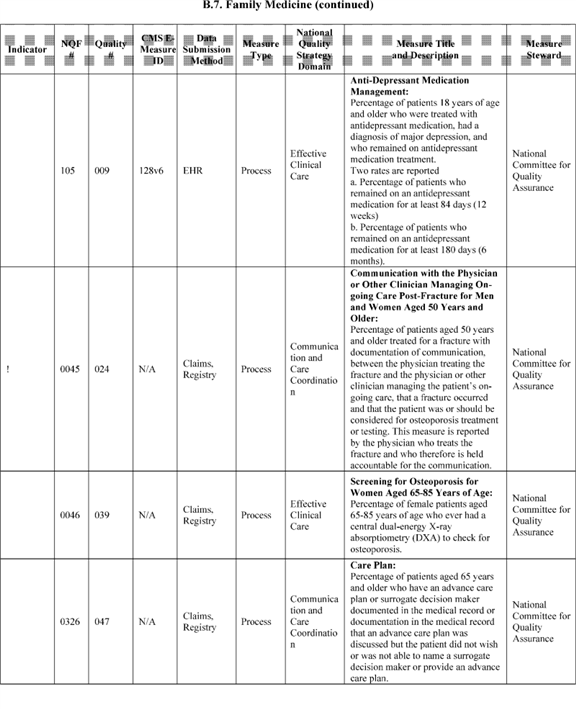 B.7. Family Medicine (continued)
Indicator
NQF
#
Quality
#
CMS E-
Measure
ID
Data
Submission
Method
Measure
Type
National
Quality
Strategy
Domain
Measure Title
and Description
Measure
Steward
105
009
128v6
EHR
Process
Effective
Clinical
Care
Anti-Depressant Medication
Management:
Percentage of patients 18 years of age
and older who were treated with
antidepressant medication, had a
diagnosis of major depression, and
who remained on antidepressant
medication treatment.
Two rates are reported
a. Percentage of patients who
remained on an antidepressant
medication for at least 84 days (12
weeks)
b. Percentage of patients who
remained on an antidepressant
medication for at least 180 days (6
months).
National
Committee for
Quality
Assurance
!
0045
024
N/A
Claims,
Registry
Process
Communica
tion and
Care
Coordinatio
n
Communication with the Physician
or Other Clinician Managing On-
going Care Post-Fracture for Men
and Women Aged 50 Years and
Older:
Percentage of patients aged 50 years
and older treated for a fracture with
documentation of communication,
between the physician treating the
fracture and the physician or other
clinician managing the patient's on-
going care, that a fracture occurred
and that the patient was or should be
considered for osteoporosis treatment
or testing. This measure is reported
by the physician who treats the
fracture and who therefore is held
accountable for the communication.
National
Committee for
Quality
Assurance
0046
039
N/A
Claims,
Registry
Process
Effective
Clinical
Care
Screening for Osteoporosis for
Women Aged 65-85 Years of Age:
Percentage of female patients aged
65-85 years of age who ever had a
central dual-energy X-ray
absorptiometry (DXA) to check for
osteoporosis.
National
Committee for
Quality
Assurance
0326
047
N/A
Claims,
Registry
Process
Communica
tion and
Care
Coordinatio
n
Care Plan:
Percentage of patients aged 65 years
and older who have an advance care
plan or surrogate decision maker
documented in the medical record or
documentation in the medical record
that an advance care plan was
discussed but the patient did not wish
or was not able to name a surrogate
decision maker or provide an advance
care plan.
National
Committee for
Quality
Assurance